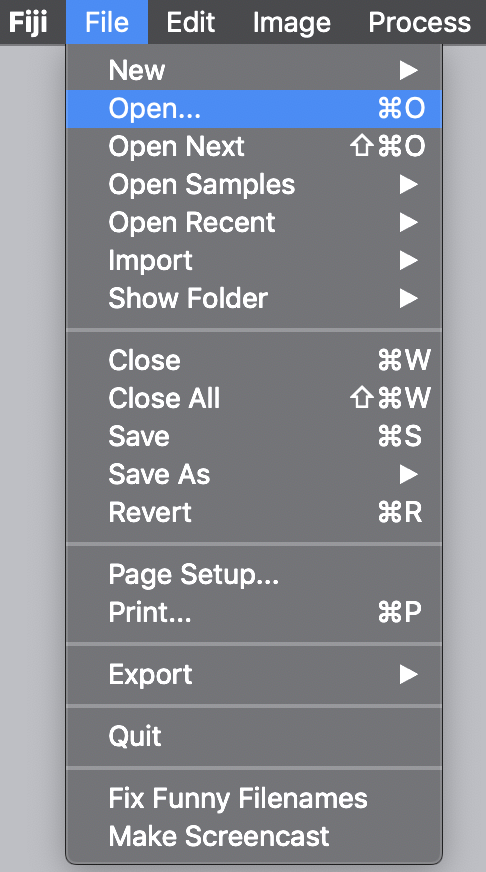 Fiji File Edit Image Process
New ▶
Open... ⌘O
Open Next ⇧⌘O
Open Samples ▶
Open Recent ▶
Import ▶
Show Folder ▶
Close ⌘W
Close All ⇧⌘W
Save ⌘S
Save As ▶
Revert ⌘R
Page Setup...
Print... ⌘P
Export ▶
Quit
Fix Funny Filenames
Make Screencast